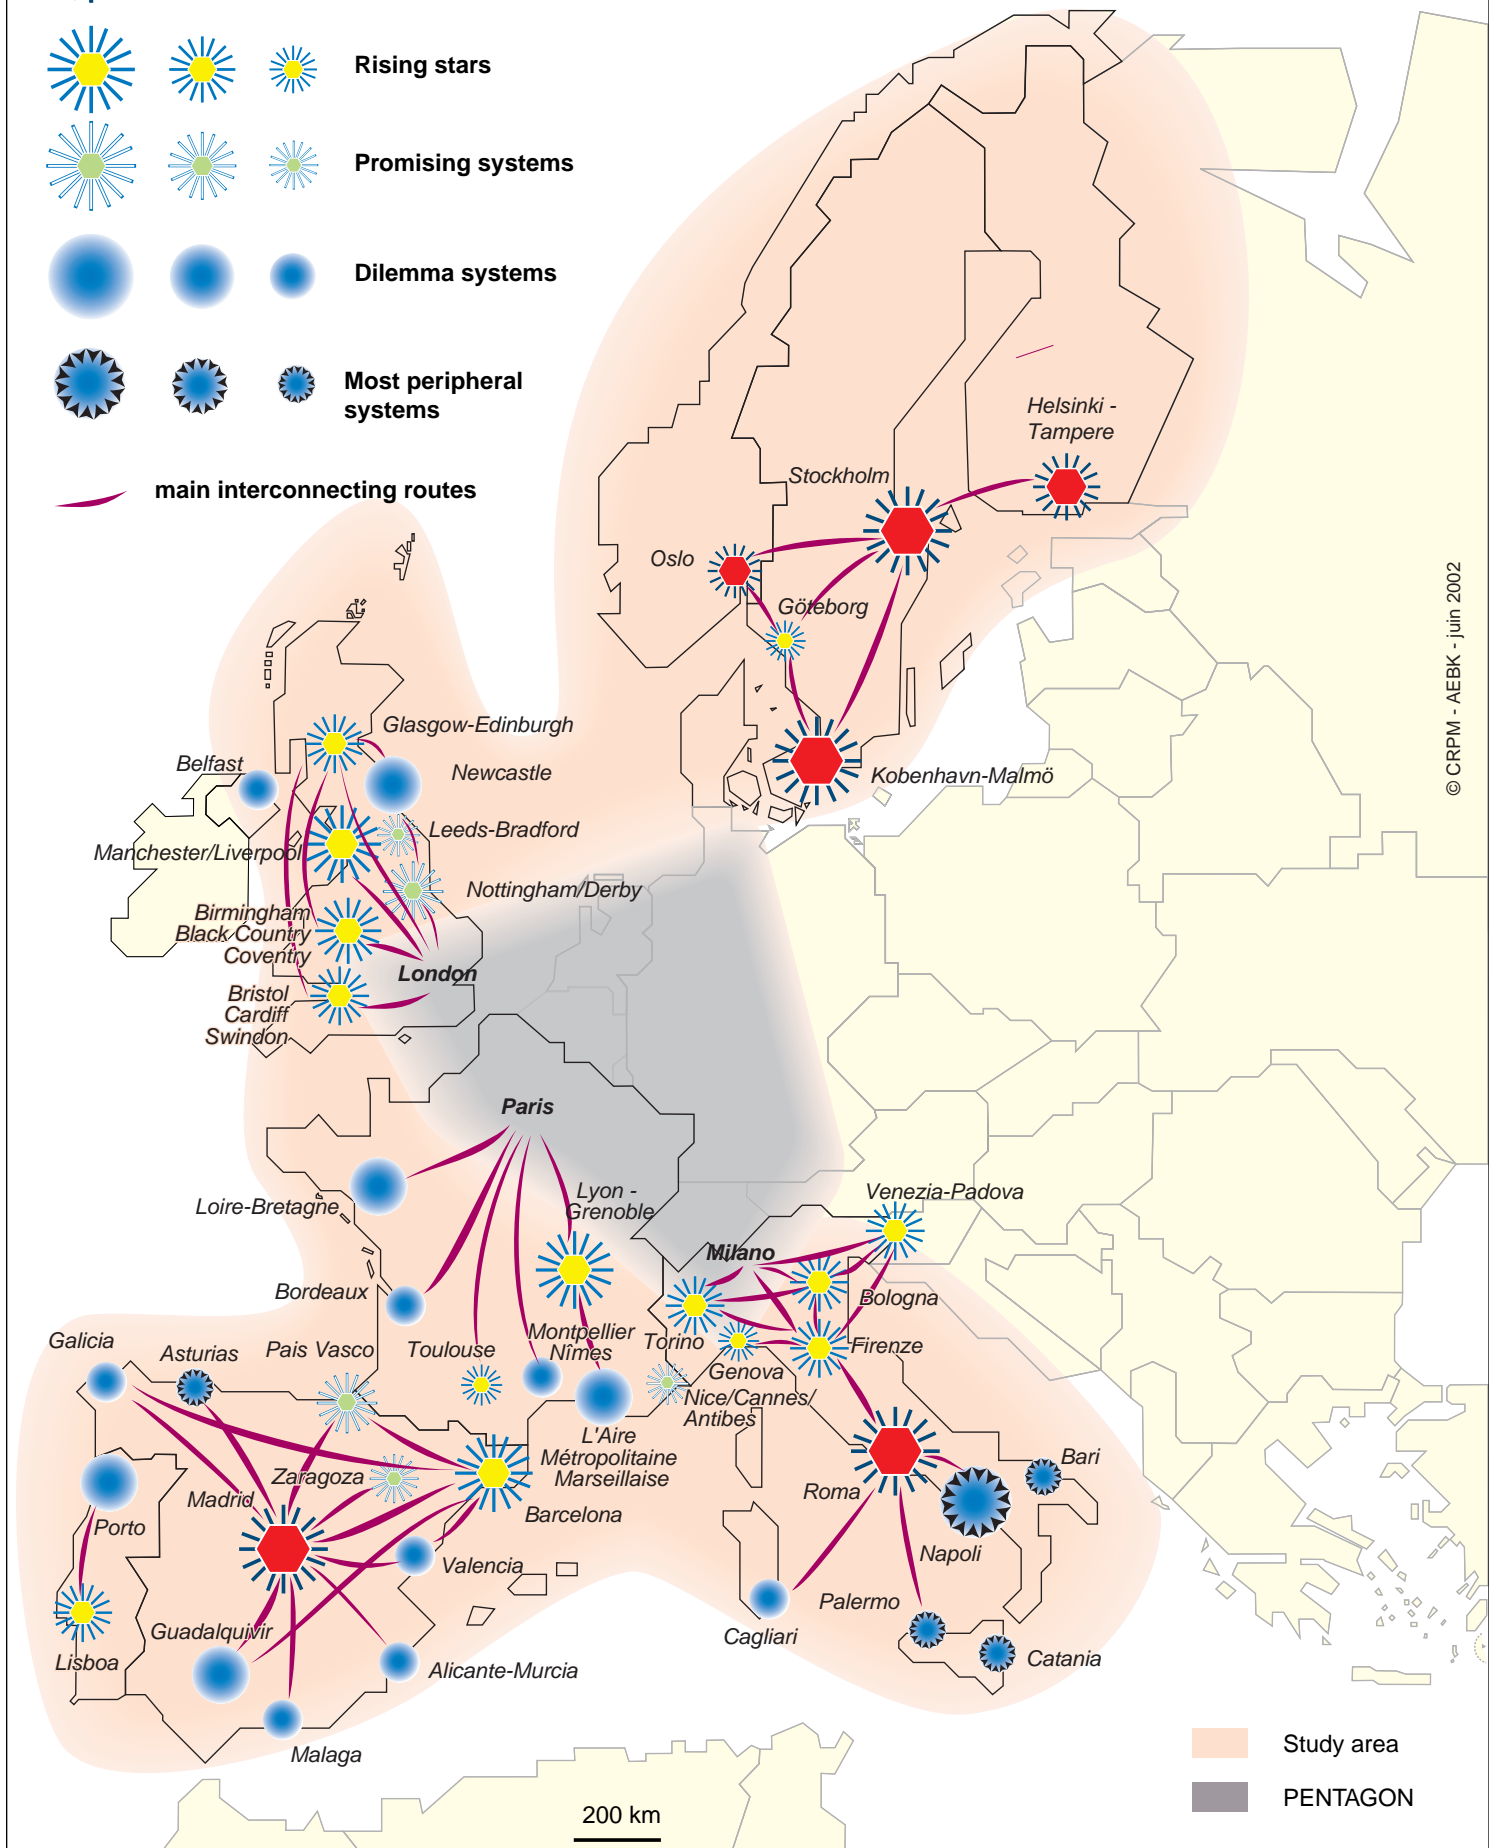 Rising stars
Promising systems
Dilemma systems
Most peripheral
systems
main interconnecting routes
Helsinki -
Tampere
Stockholm
Oslo
Göteborg
© CRPM - AEBK - juin 2002
Glasgow-Edinburgh
Belfast
Newcastle
Kobenhavn-Malmö
Leeds-Bradford
Manchester/Liverpool
Nottingham/Derby
Birmingham
Black Country
Coventry
London
Bristol
Cardiff
Swindon
Paris
Loire-Bretagne
Lyon -
Grenoble
Venezia-Padova
Milano
Bordeaux
Bologna
Galicia
Asturias
Pais Vasco
Toulouse
Montpellier
Nîmes
Torino
Genova
Firenze
Nice/Cannes/
Antibes
L'Aire
Métropolitaine
Marseillaise
Zaragoza
Madrid
Barcelona
Roma
Bari
Porto
Napoli
Valencia
Palermo
Guadalquivir
Cagliari
Lisboa
Alicante-Murcia
Catania
Malaga
Study area
PENTAGON
200 km